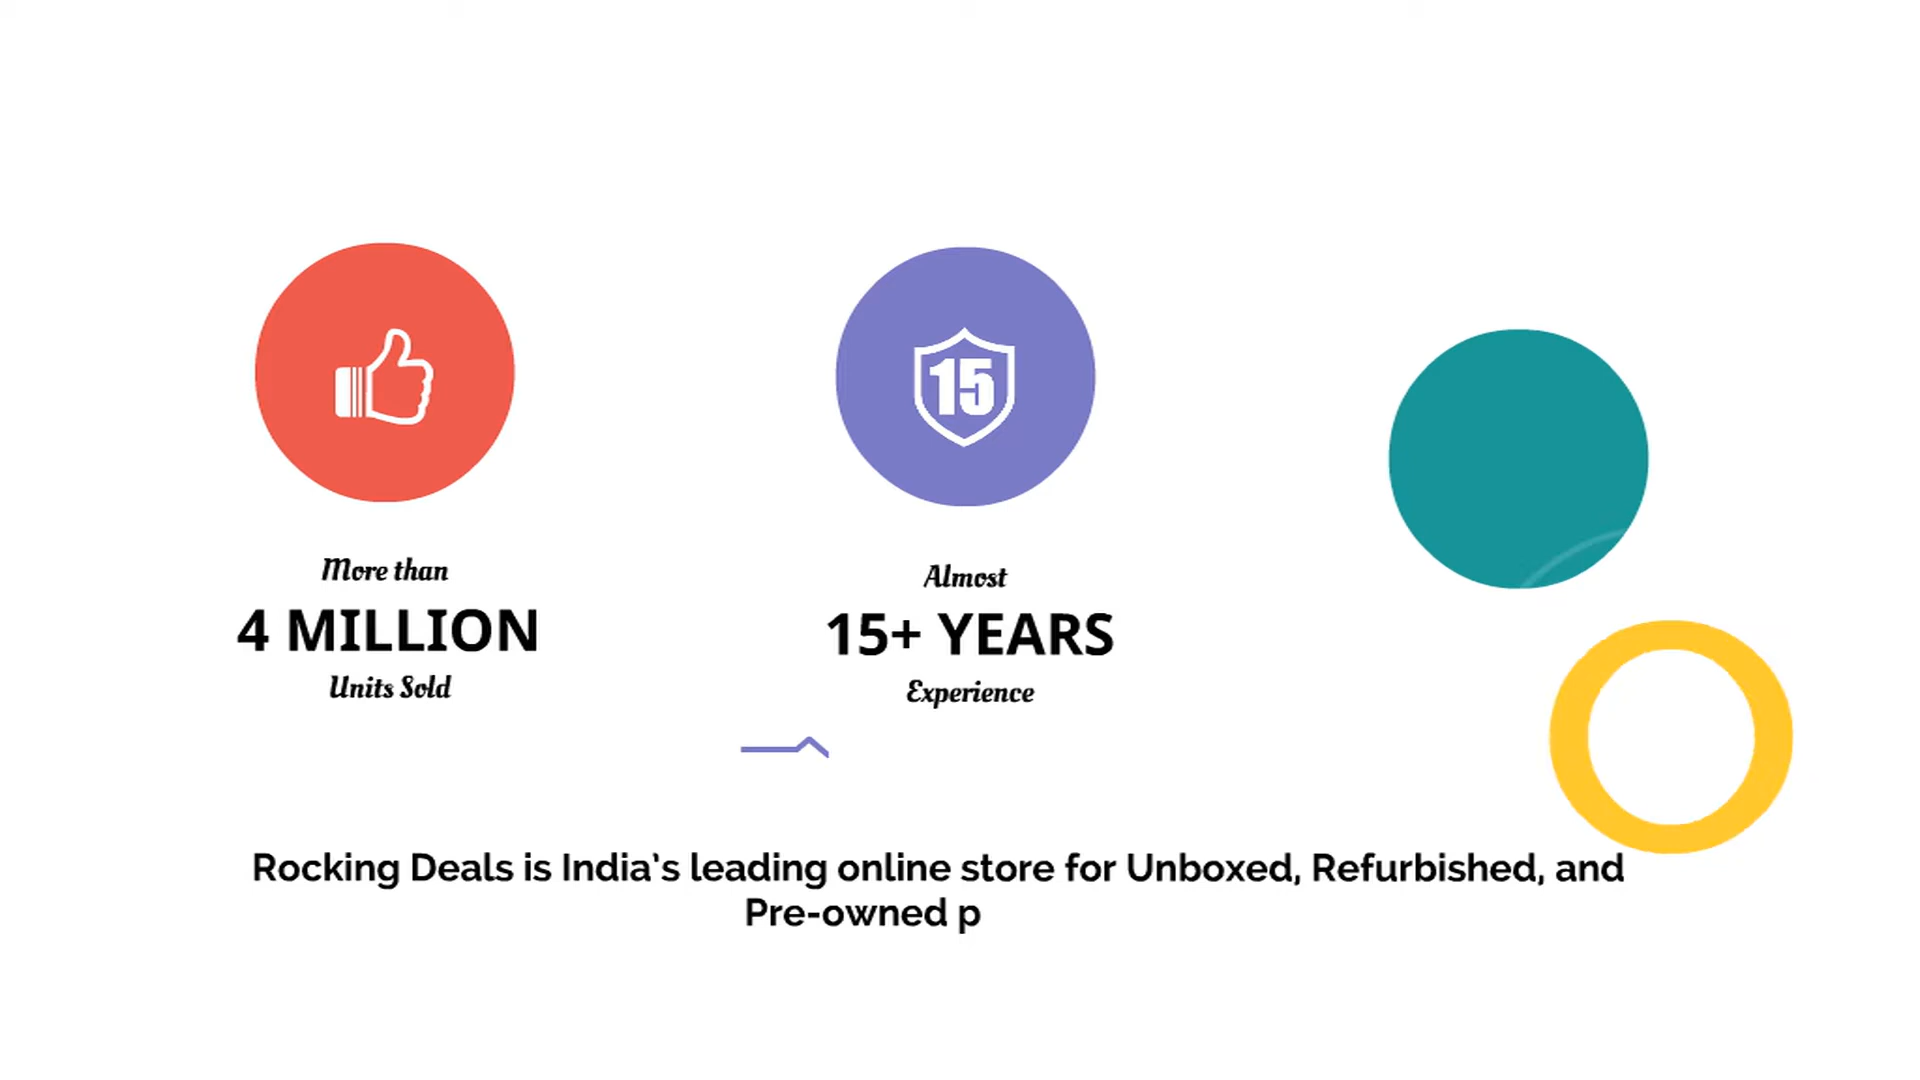 15
More than
4 MILLION
Units Sold
Almost
15+ YEARS
Experience
Rocking Deals is India's leading online store for Unboxed, Refurbished, and
Pre-owned p